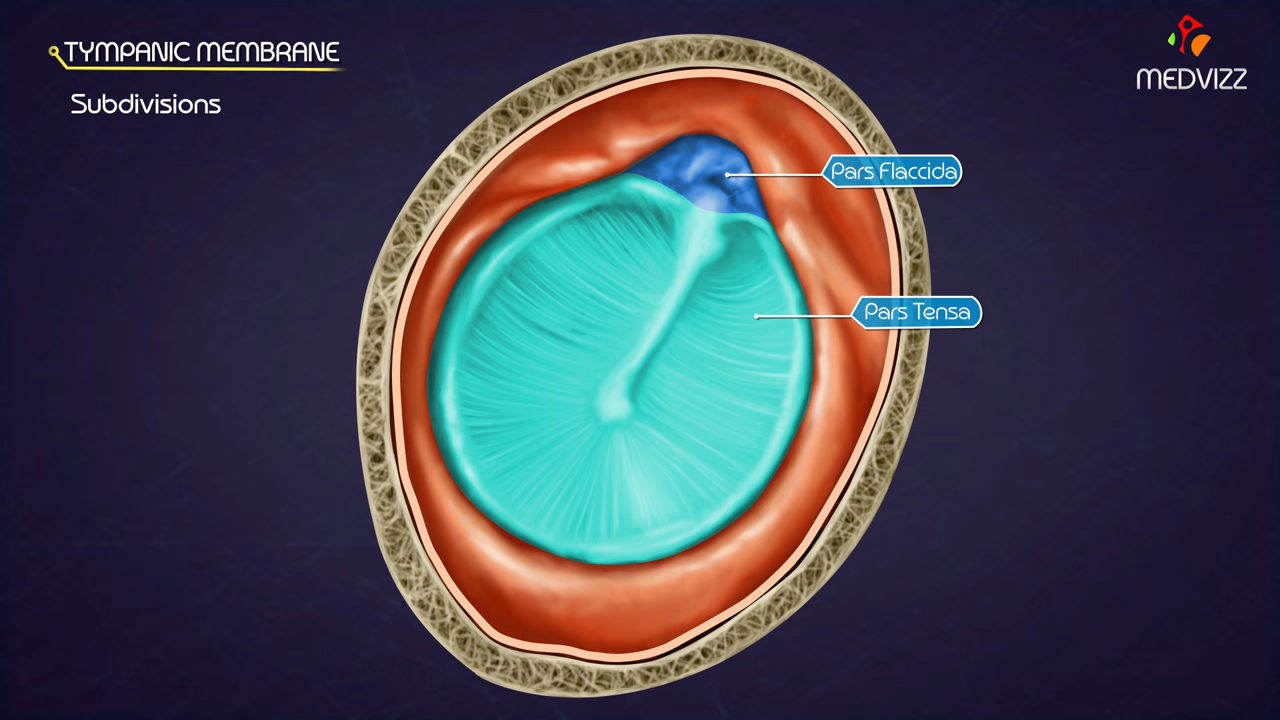 TYMPANIC MEMBRANE
Subdivisions
MEDVIZZ
Pars Flaccida
Pars Tensa